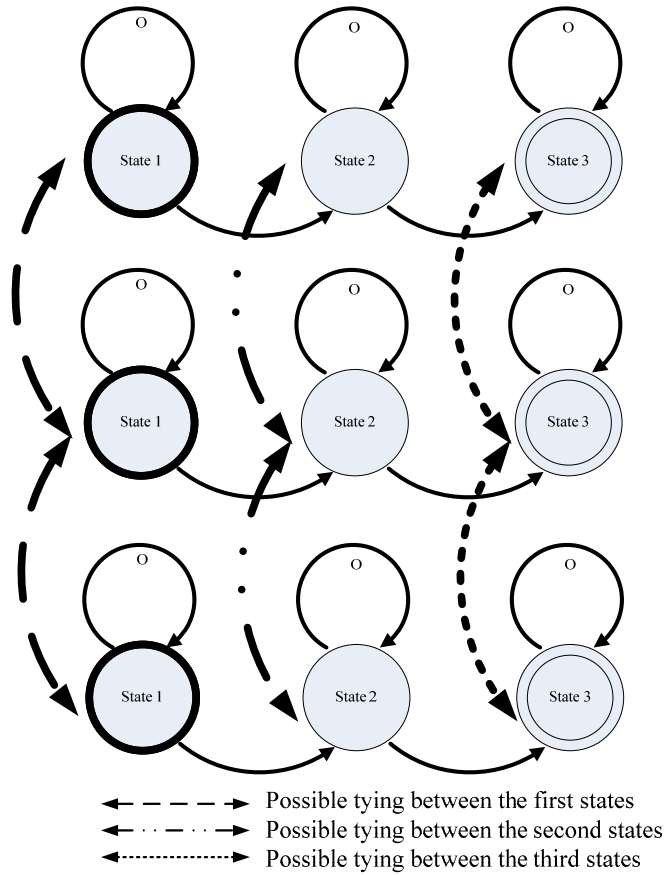 O O O
State 1 State 2 State 3
O O O
State 1 State 2 State 3
O O O
State 1 State 2 State 3
Possible tying between the first states
Possible tying between the second states
Possible tying between the third states